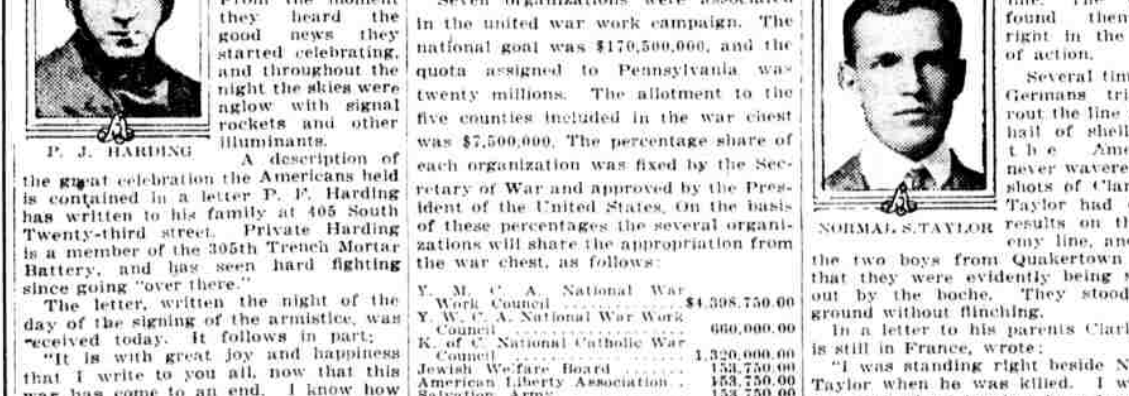 From the moment
they heard the
good news they
started celebrating,
and throughout the
night the skies were
aglow with signal
rockets and other
illuminants.
P. J. HARDING
A description of
the great celebration the Americans held
is contained in a letter P. F. Harding
has written to his family at 405 South
Twenty-third street. Private Harding
is a member of the 305th Trench Mortar
Battery, and has seen hard fighting
since going "over there."
The letter, written the night of the
day of the signing of the armistice, was
received today. It follows in part:
"It is with great joy and happiness
that I write to you all, now that this
war has come to an end. I know how
Seven organizations were associated
in the united war work campaign. The
national goal was $170,500,000, and the
quota assigned to Pennsylvania was
twenty millions. The allotment to the
five counties included in the war chest
was $7,500,000. The percentage share of
each organization was fixed by the Sec-
retary of War and approved by the Pres-
ident of the United States. On the basis
of these percentages the several organi-
zations will share the appropriation from
the war chest, as follows:
Y. M. C. A. National War
Work Council ............ $4,398,750.00
Y. W. C. A. National War Work
Council ............ 660,000.00
K. of C. National Catholic War
Council ............ 1,320,000.00
Jewish Welfare Board ...... 153,750.00
American Liberty Association .. 153,750.00
Salvation Army ...... 153,750.00
found them
right in the
of action.
Several
Germans
rout the line
hail of
the
never
shots of
Taylor had
NORMAL S. TAYLOR
results on
emy line,
the two boys from Quakertown
that they were evidently being
out by the boche. They stood
ground without flinching.
In a letter to his parents
is still in France, wrote:
"I was standing right beside
Taylor when he was killed. I